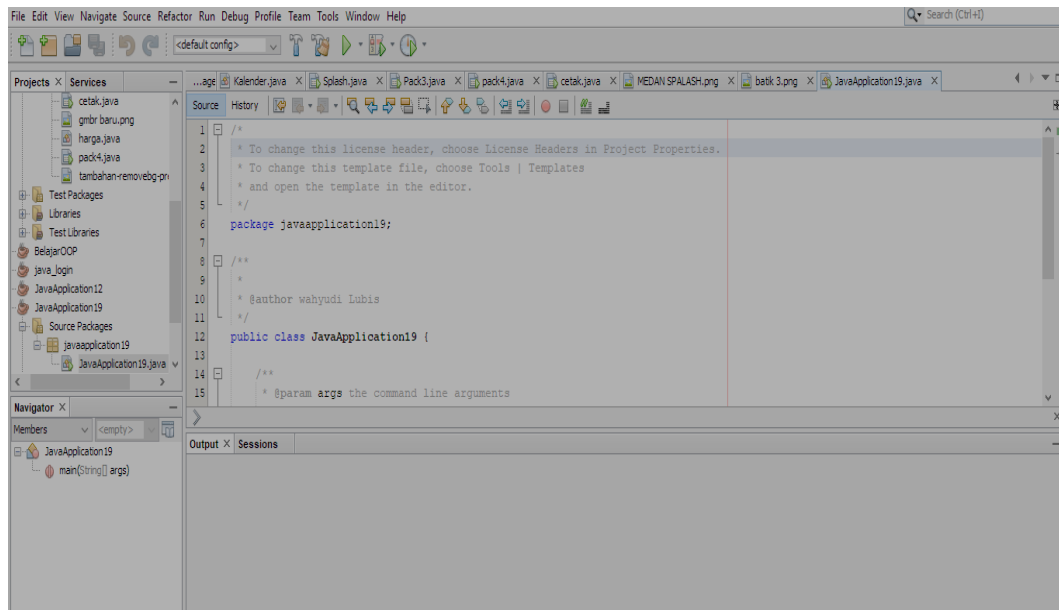 File Edit View Navigate Source Refactor Run Debug Profile Team Tools Window Help
Search (Ctrl+I)
<default config>
Projects X Services
cetak.java
gmbr baru.png
harga.java
pack4.java
tambahan-removebg-pre
Test Packages
Libraries
Test Libraries
BelajarOOP
java_login
JavaApplication12
JavaApplication19
Source Packages
javaapplication19
JavaApplication19.java
Navigator X
Members <empty>
JavaApplication19
main(String[] args)
...age Kalender.java X Splash.java X Pack3.java X pack4.java X cetak.java X MEDAN SPALASH.png X batik 3.png X JavaApplication19.java X
Source History
1 /*
2 * To change this license header, choose License Headers in Project Properties.
3 * To change this template file, choose Tools | Templates
4 * and open the template in the editor.
5 */
6 package javaapplication19;
7
8 /**
9 *
10 * @author wahyudi Lubis
11 */
12 public class JavaApplication19 {
13
14 /**
15 * @param args the command line arguments
Output X Sessions